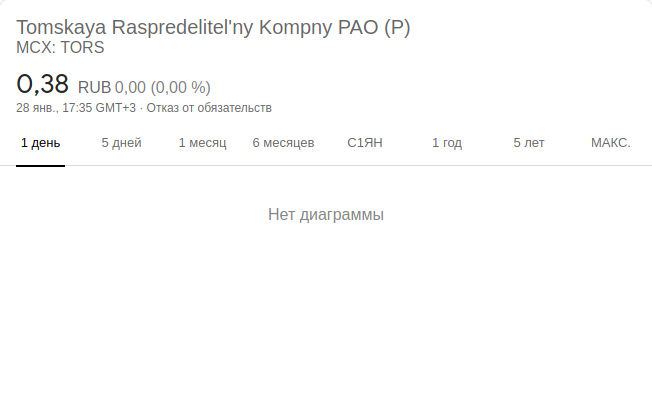 Tomskaya Raspredelitel'ny Kompny PAO (P)
MCX: TORS
0,38 RUB 0,00 (0,00 %)
28 янв., 17:35 GMT+3 · Отказ от обязательств
1 день 5 дней 1 месяц 6 месяцев С1ЯН 1 год 5 лет МАКС.
Нет диаграммы